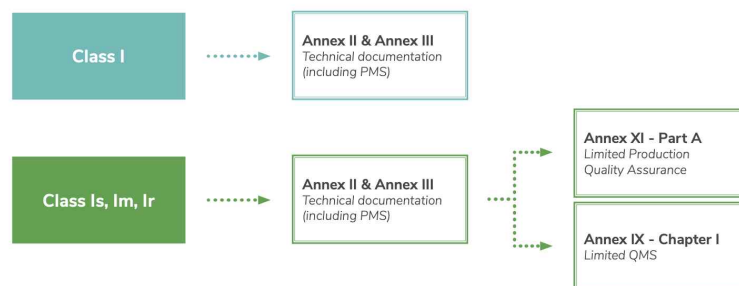 Class I
Annex II & Annex III
Technical documentation
(including PMS)
Class Is, Im, Ir
Annex II & Annex III
Technical documentation
(including PMS)
Annex XI - Part A
Limited Production
Quality Assurance
Annex IX - Chapter I
Limited QMS